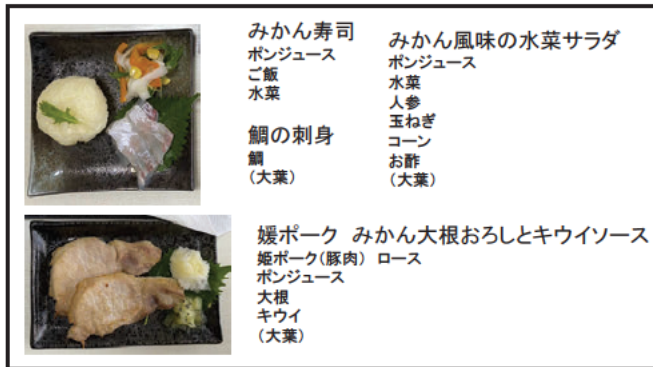 みかん寿司
ポンジュース
ご飯
水菜
鯛の刺身
鯛
(大葉)
みかん風味の水菜サラダ
ポンジュース
水菜
人参
玉ねぎ
コーン
お酢
(大葉)
媛ポーク みかん大根おろしとキウイソース
姫ポーク(豚肉) ロース
ポンジュース
大根
キウイ
(大葉)